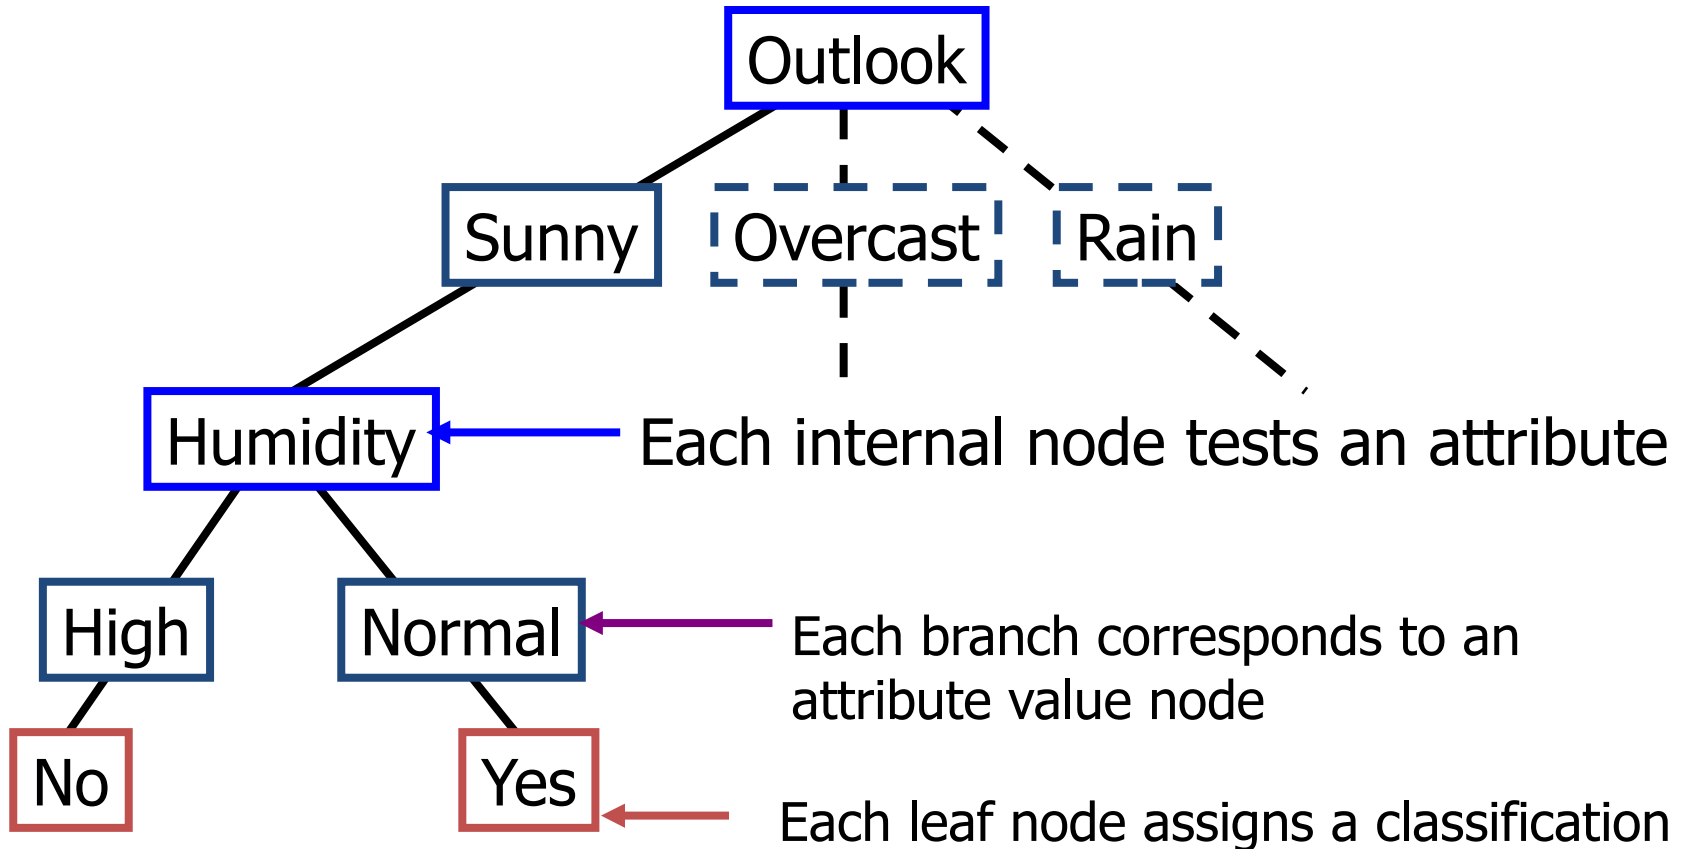 Outlook
Sunny
Overcast
Rain
Humidity
Each internal node tests an attribute
High
Normal
Each branch corresponds to an
attribute value node
No
Yes
Each leaf node assigns a classification